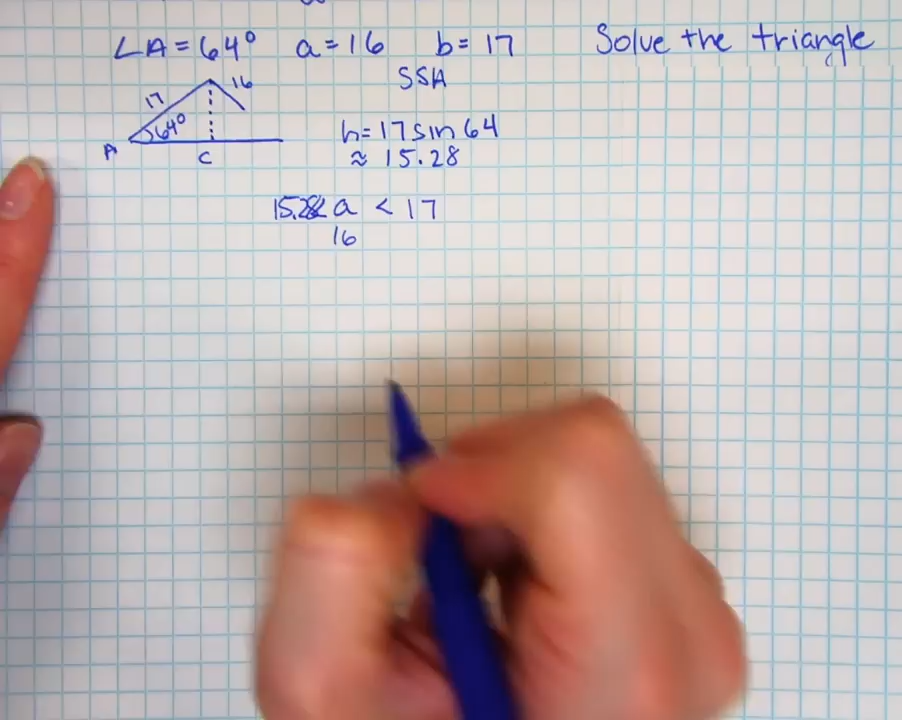 ∠A = 64° a = 16 b = 17 Solve the triangle
SSA
17 16
64°
A
C
h = 17 sin 64
≈ 15.28
15.28 < a < 17
16